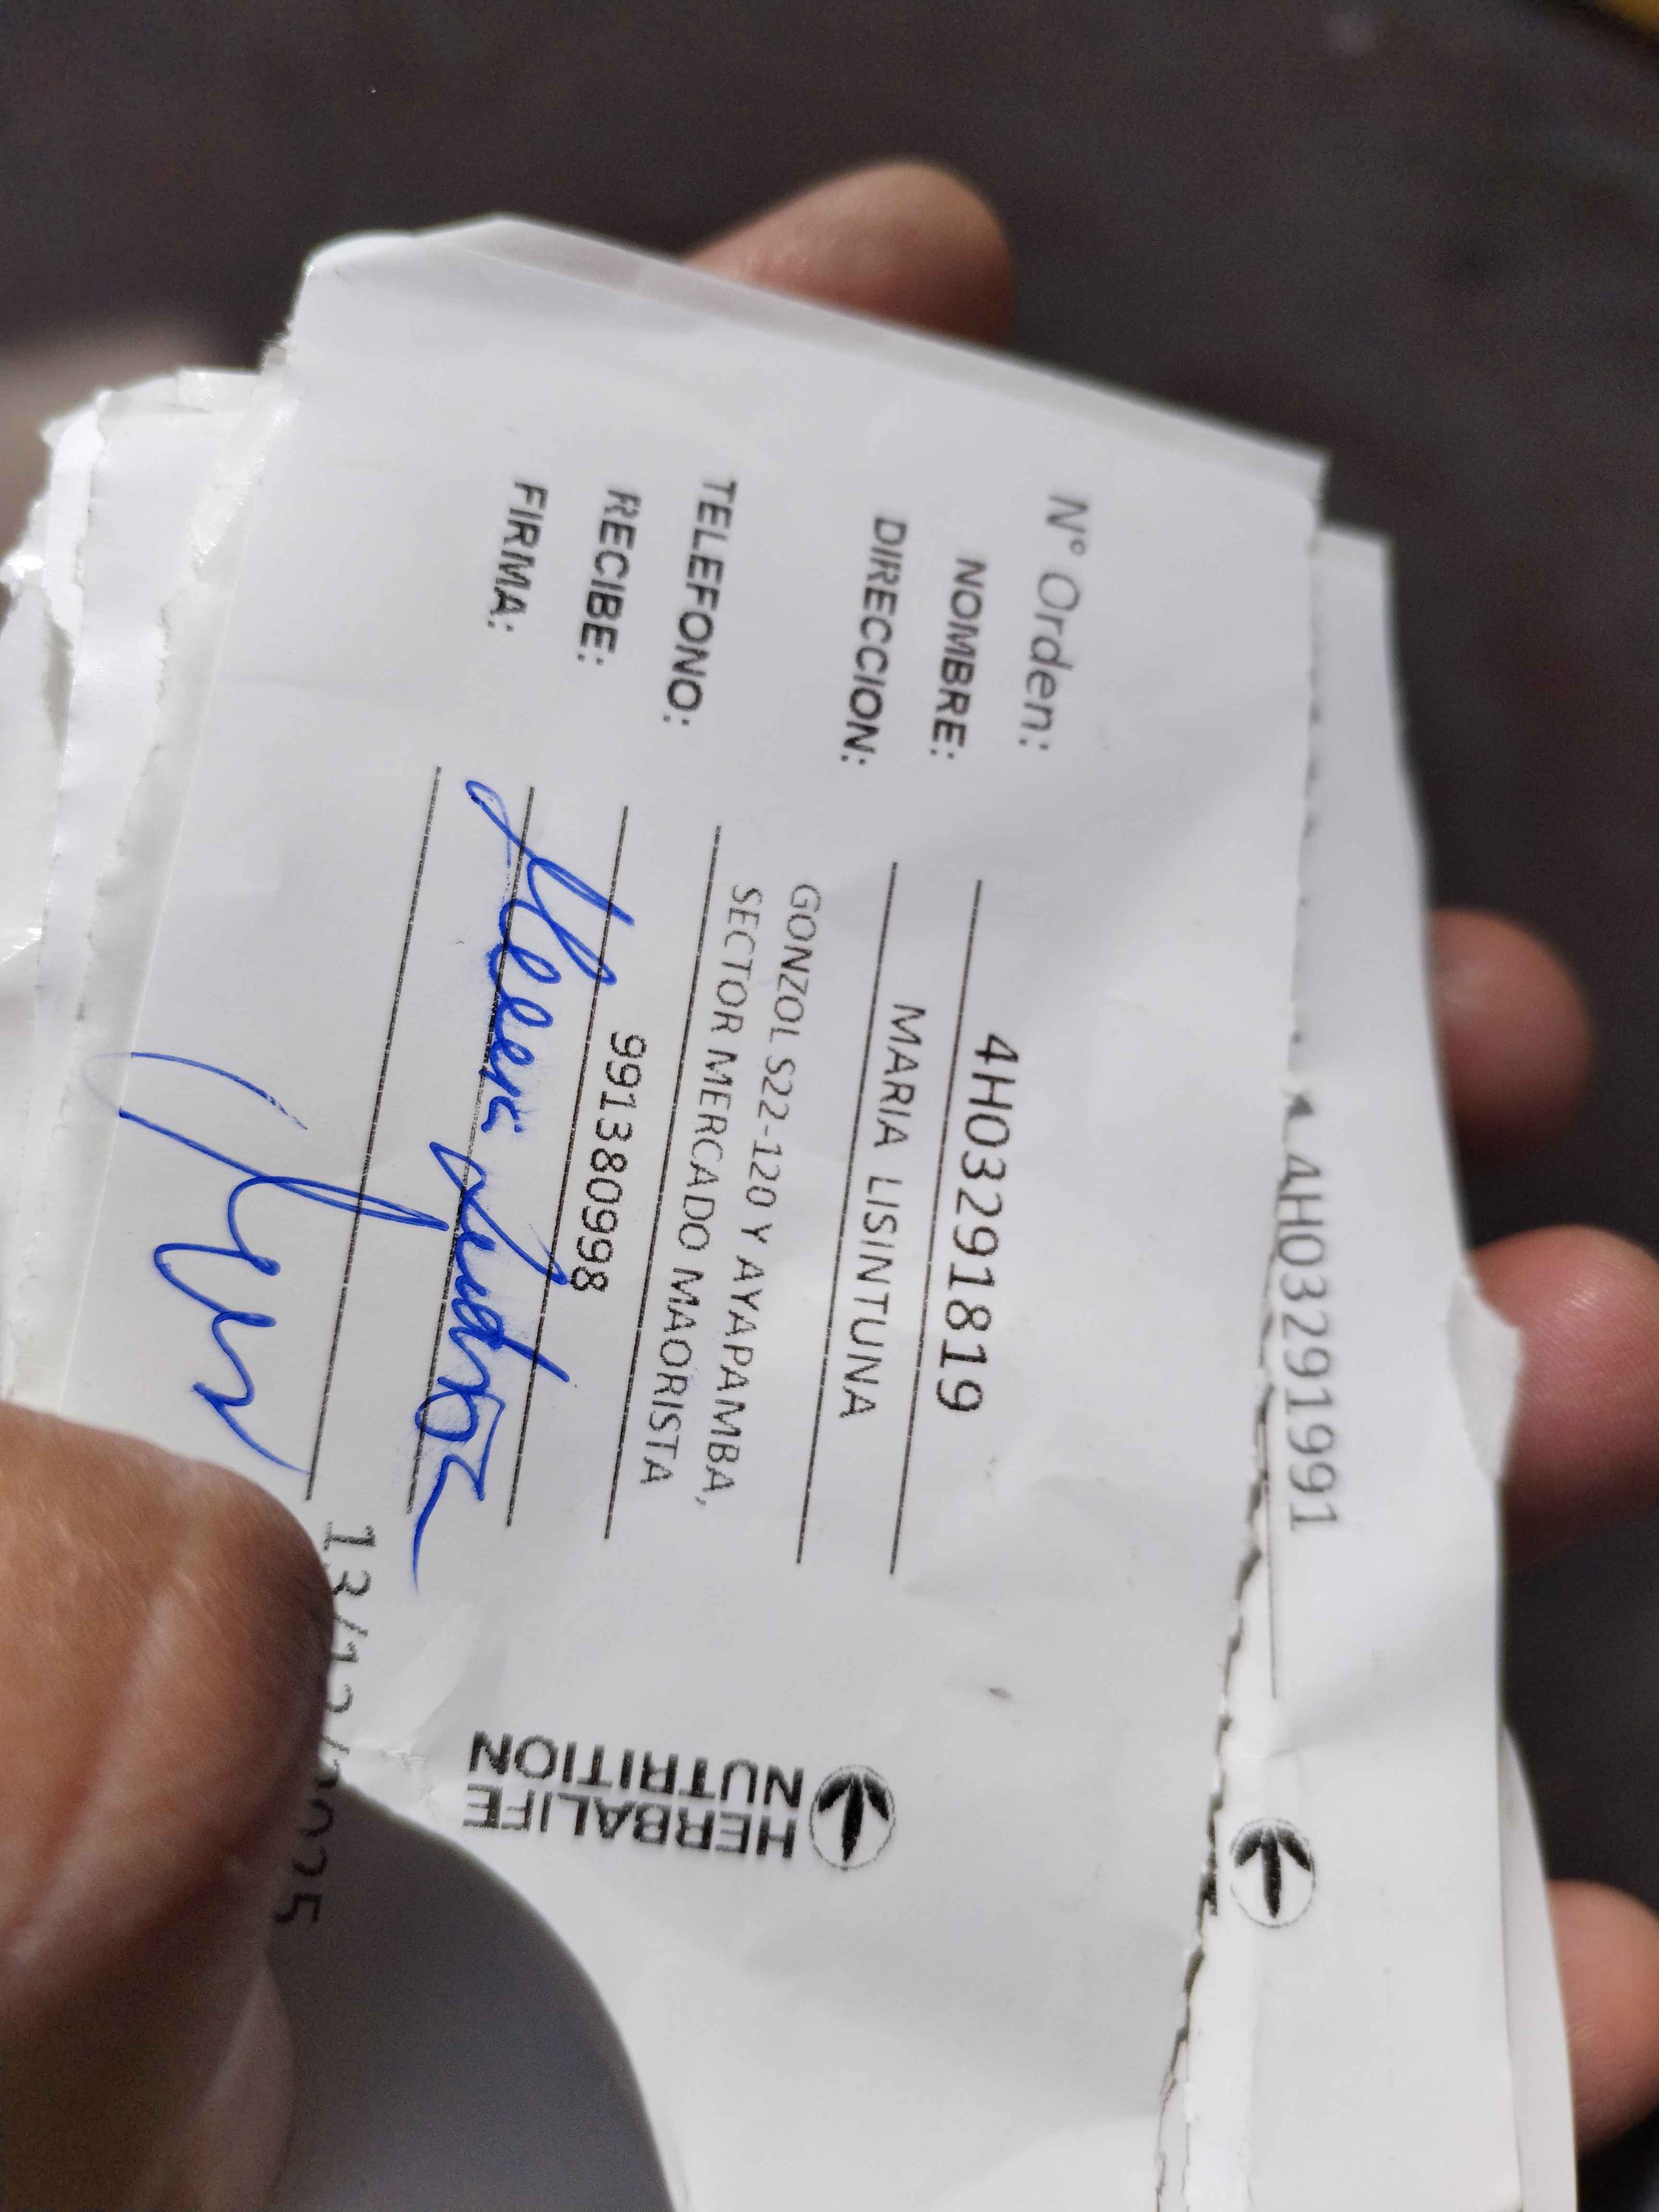 4H03291991
N° Orden: 4H03291819
NOMBRE: MARIA LISINTUNA
DIRECCION: GONZOL S22-120 Y AYAPAMBA,
SECTOR MERCADO MAORISTA
TELEFONO: 991380998
RECIBE:
FIRMA:
HERBALIFE
NUTRITION